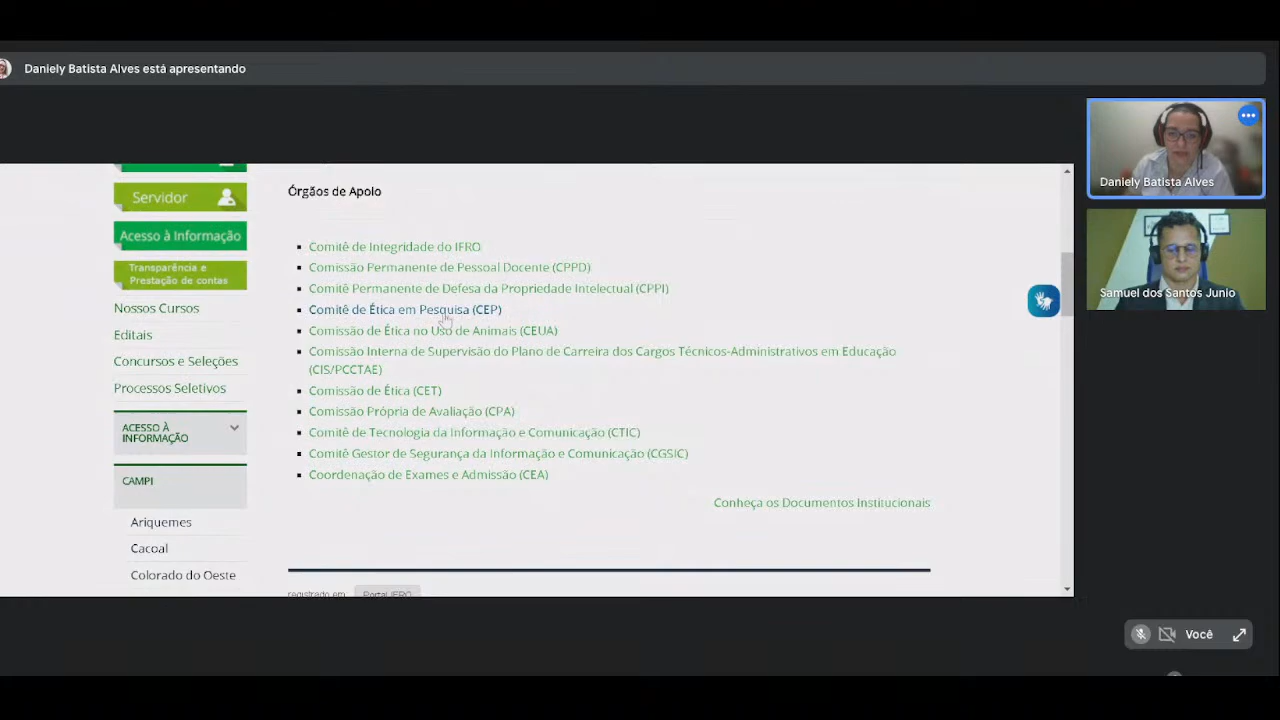 Daniely Batista Alves está apresentando
Daniely Batista Alves
Samuel dos Santos Junio
Você
Servidor
Acesso à Informação
Transparência e
Prestação de contas
Nossos Cursos
Editais
Concursos e Seleções
Processos Seletivos
ACESSO À
INFORMAÇÃO
CAMPI
Ariquemes
Cacoal
Colorado do Oeste
Órgãos de Apoio
Comitê de Integridade do IFRO
Comissão Permanente de Pessoal Docente (CPPD)
Comitê Permanente de Defesa da Propriedade Intelectual (CPPI)
Comitê de Ética em Pesquisa (CEP)
Comissão de Ética no Uso de Animais (CEUA)
Comissão Interna de Supervisão do Plano de Carreira dos Cargos Técnicos-Administrativos em Educação
(CIS/PCCTAE)
Comissão de Ética (CET)
Comissão Própria de Avaliação (CPA)
Comitê de Tecnologia da Informação e Comunicação (CTIC)
Comitê Gestor de Segurança da Informação e Comunicação (CGSIC)
Coordenação de Exames e Admissão (CEA)
Conheça os Documentos Institucionais
registrado em
Portal IFRO